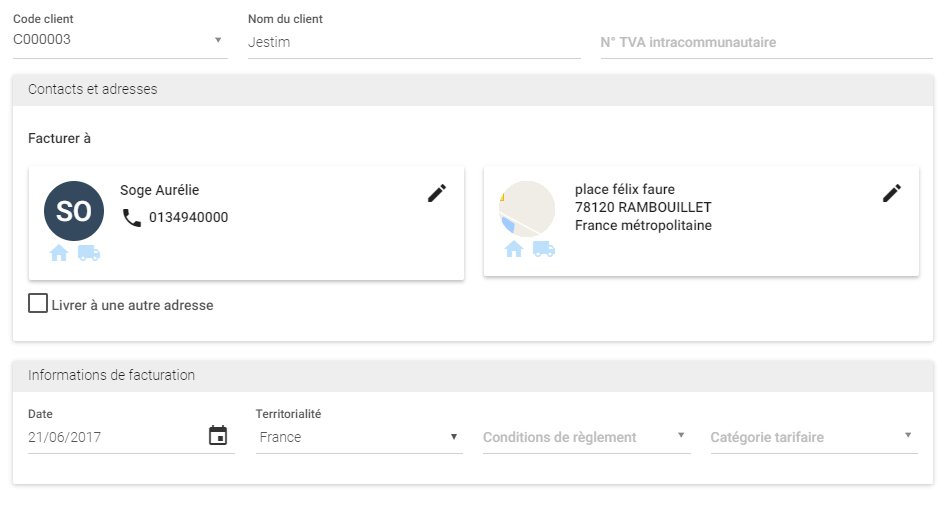 Code client
C000003
Nom du client
Jestim
N° TVA intracommunautaire
Contacts et adresses
Facturer à
SO
Soge Aurélie
0134940000
place félix faure
78120 RAMBOUILLET
France métropolitaine
Livrer à une autre adresse
Informations de facturation
Date
21/06/2017
Territorialité
France
Conditions de règlement
Catégorie tarifaire